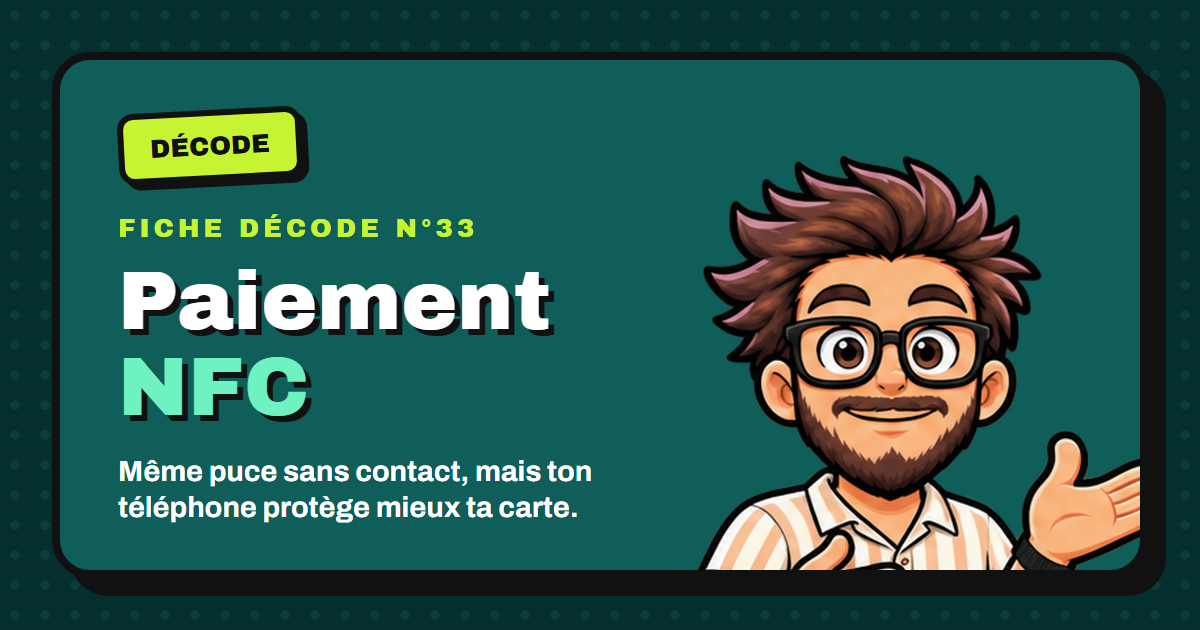 DÉCODE
FICHE DÉCODE N°33
Paiement
NFC
Même puce sans contact, mais ton
téléphone protège mieux ta carte.